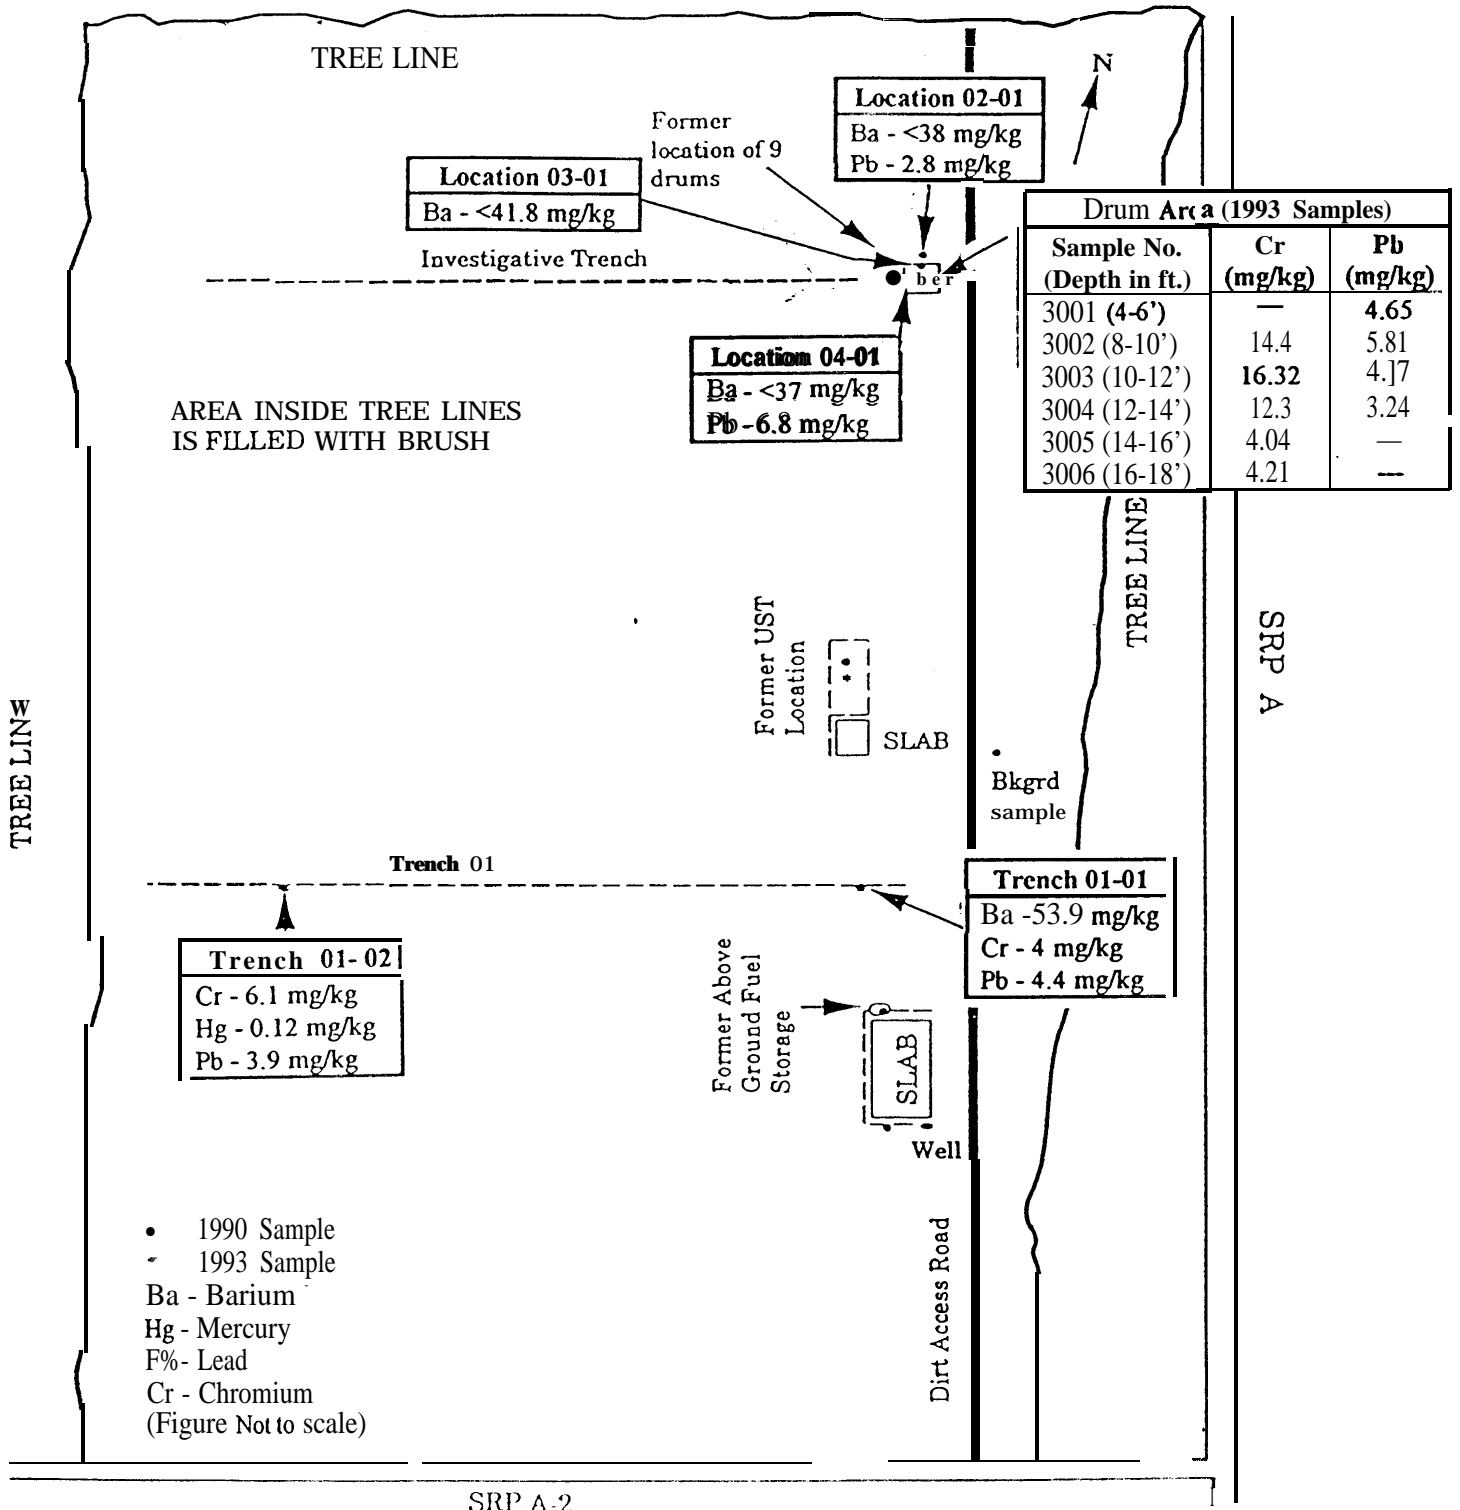 TREE LINE
N
Location 02-01
Ba - <38 mg/kg
Pb - 2.8 mg/kg
Former
location of 9
drums
Location 03-01
Ba - <41.8 mg/kg
Investigative Trench
b e r
Drum Area (1993 Samples)
Sample No. (Depth in ft.) Cr (mg/kg) Pb (mg/kg)
3001 (4-6') — 4.65
3002 (8-10') 14.4 5.81
3003 (10-12') 16.32 4.]7
3004 (12-14') 12.3 3.24
3005 (14-16') 4.04 —
3006 (16-18') 4.21 ---
Location 04-01
Ba - <37 mg/kg
Pb - 6.8 mg/kg
AREA INSIDE TREE LINES
IS FILLED WITH BRUSH
TREE LINE
SRP A
Former UST
Location
SLAB
Bkgrd
sample
W
TREE LIN
Trench 01
Trench 01-01
Ba -53.9 mg/kg
Cr - 4 mg/kg
Pb - 4.4 mg/kg
Trench 01-02
Cr - 6.1 mg/kg
Hg - 0.12 mg/kg
Pb - 3.9 mg/kg
Former Above
Ground Fuel
Storage
SLAB
Well
Dirt Access Road
• 1990 Sample
1993 Sample
Ba - Barium
Hg - Mercury
F%- Lead
Cr - Chromium
(Figure Not to scale)
SRP A-2